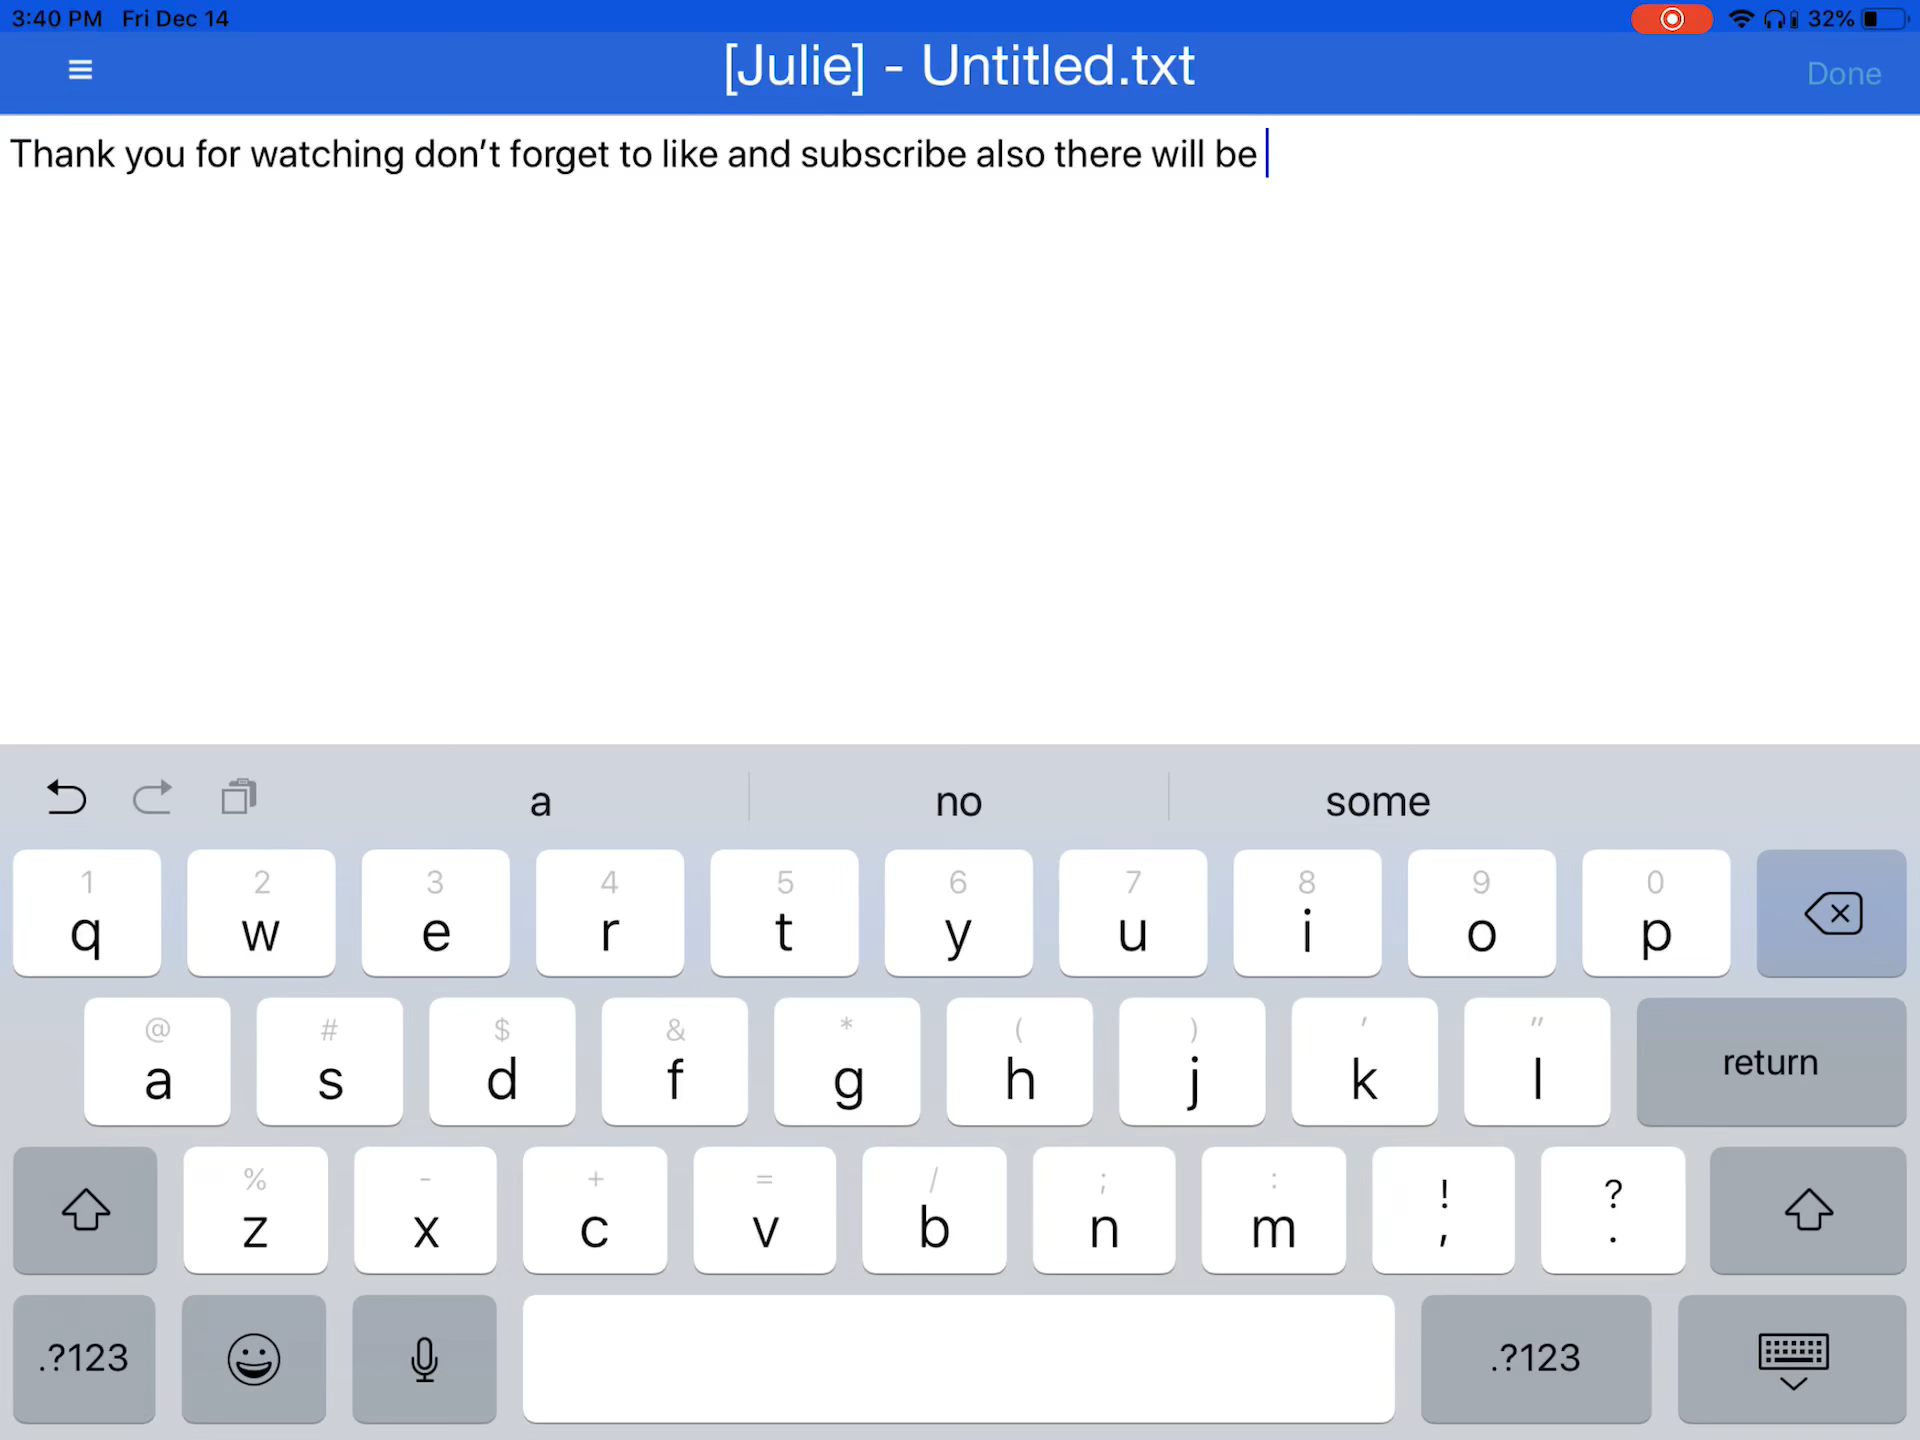 3:40 PM Fri Dec 14 32%
[Julie] - Untitled.txt Done
Thank you for watching don’t forget to like and subscribe also there will be
a no some
1 2 3 4 5 6 7 8 9 0
q w e r t y u i o p
@ # $ & * ( ) ' "
a s d f g h j k l return
% - + = / ; : ! ?
z x c v b n m , .
.?123 .?123